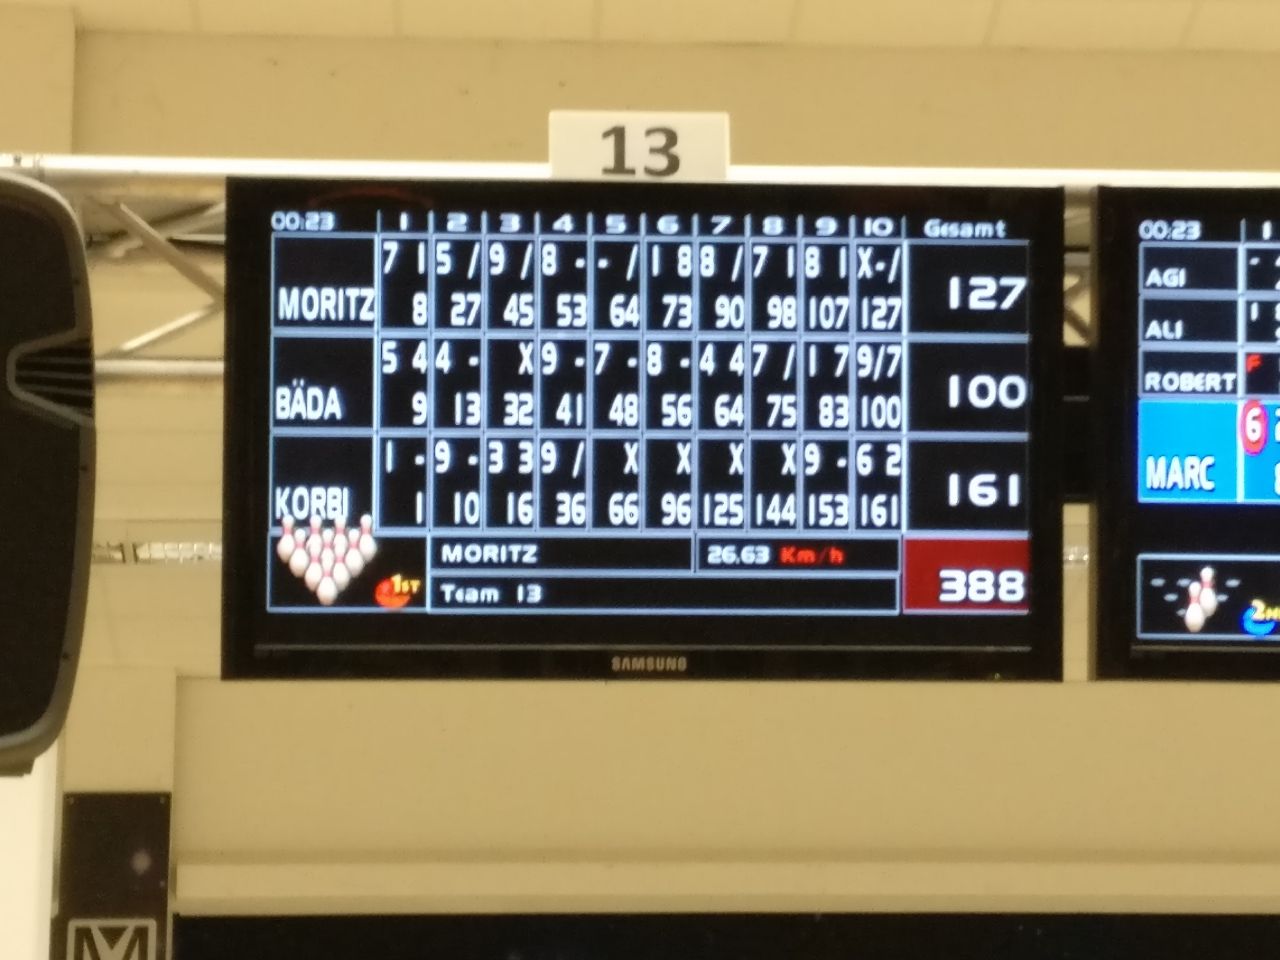 13
00:23 1 2 3 4 5 6 7 8 9 10 Gesamt
7 1 5 / 9 / 8 - - / 1 8 8 / 7 1 8 1 X-/
MORITZ 8 27 45 53 64 73 90 98 107 127 127
5 4 4 - X 9 - 7 - 8 - 4 4 7 / 1 7 9/7
BÄDA 9 13 32 41 48 56 64 75 83 100 100
1 - 9 - 3 3 9 / X X X X 9 - 6 2
KORBI 1 10 16 36 66 96 125 144 153 161 161
1ST MORITZ 26.63 Km/h
Team 13 388
SAMSUNG
00:23 1
AGI -
ALI 1
ROBERT F
MARC 6